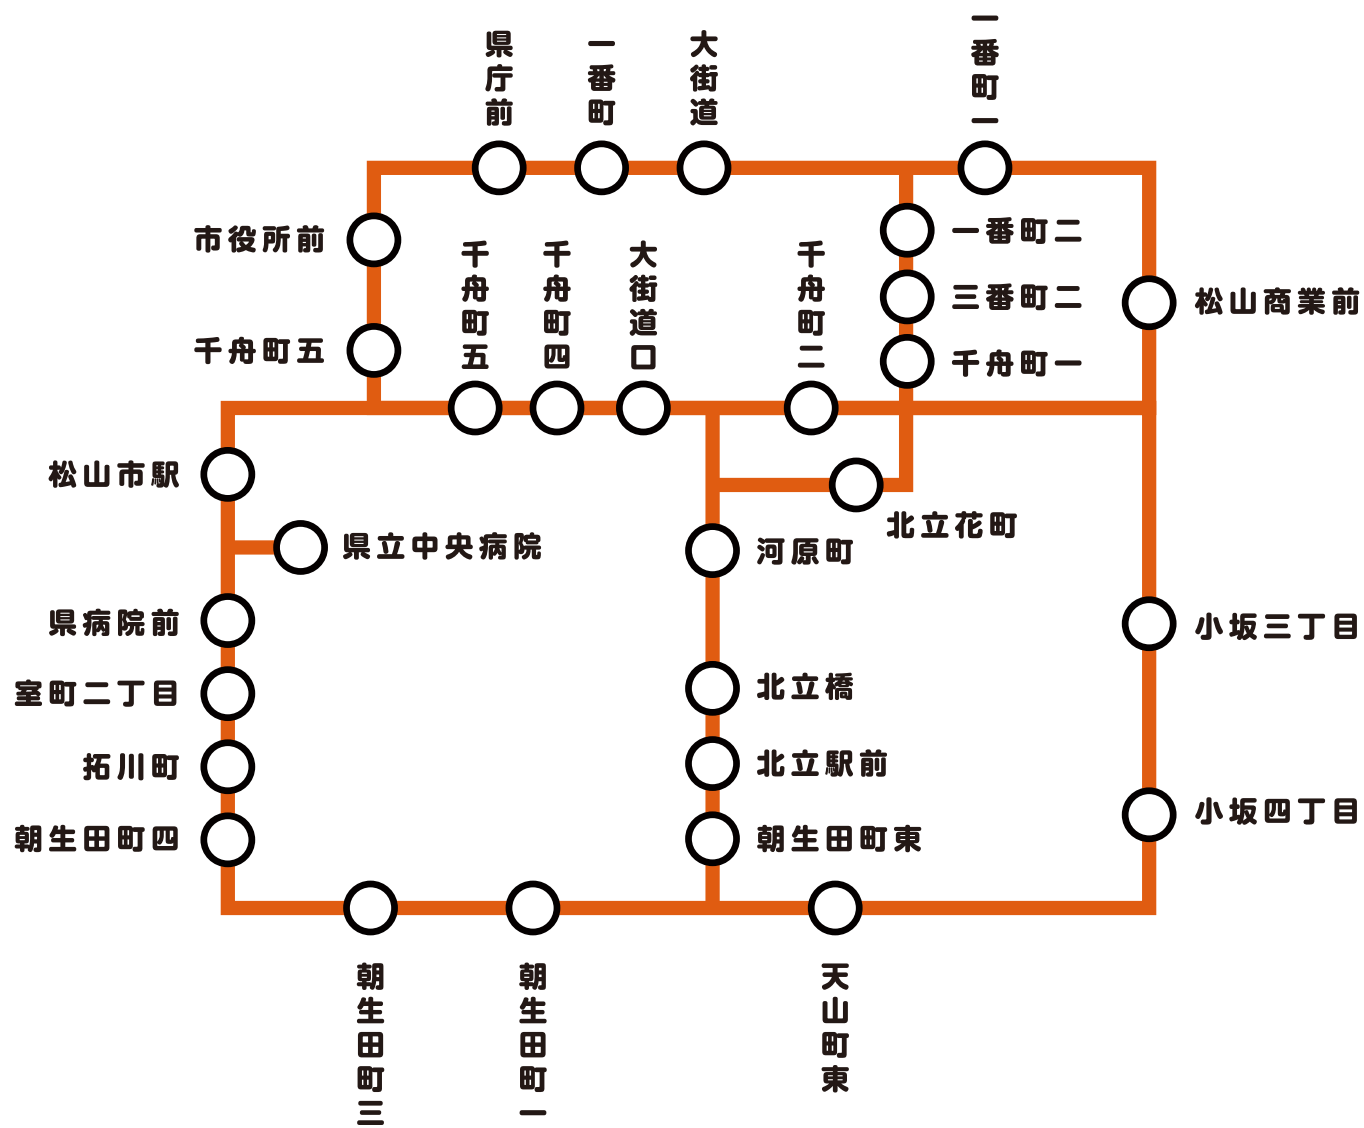 県庁前
一番町
大街道
一番町一
市役所前
千舟町五
千舟町五
千舟町四
大街道口
千舟町二
一番町二
三番町二
千舟町一
松山商業前
松山市駅
県立中央病院
県病院前
室町二丁目
拓川町
朝生田町四
北立花町
河原町
北立橋
北立駅前
朝生田町東
小坂三丁目
小坂四丁目
朝生田町三
朝生田町一
天山町東